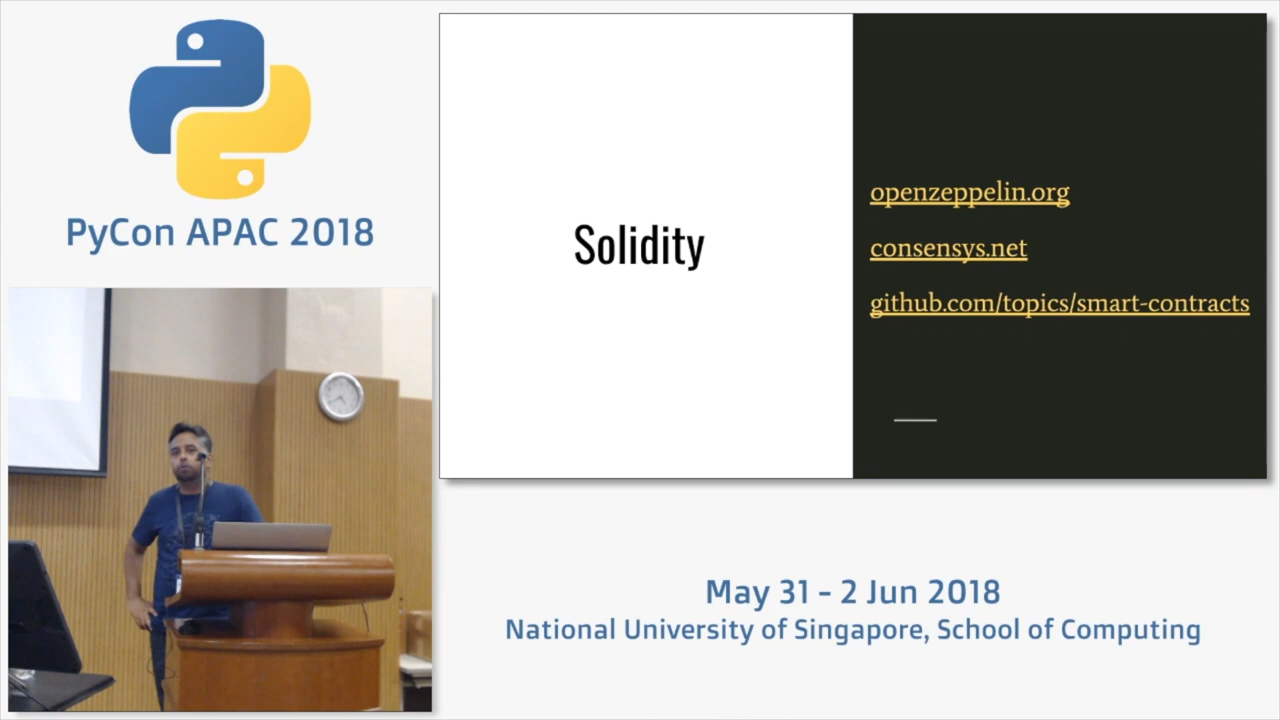 PyCon APAC 2018
Solidity
openzeppelin.org
consensys.net
github.com/topics/smart-contracts
May 31 - 2 Jun 2018
National University of Singapore, School of Computing